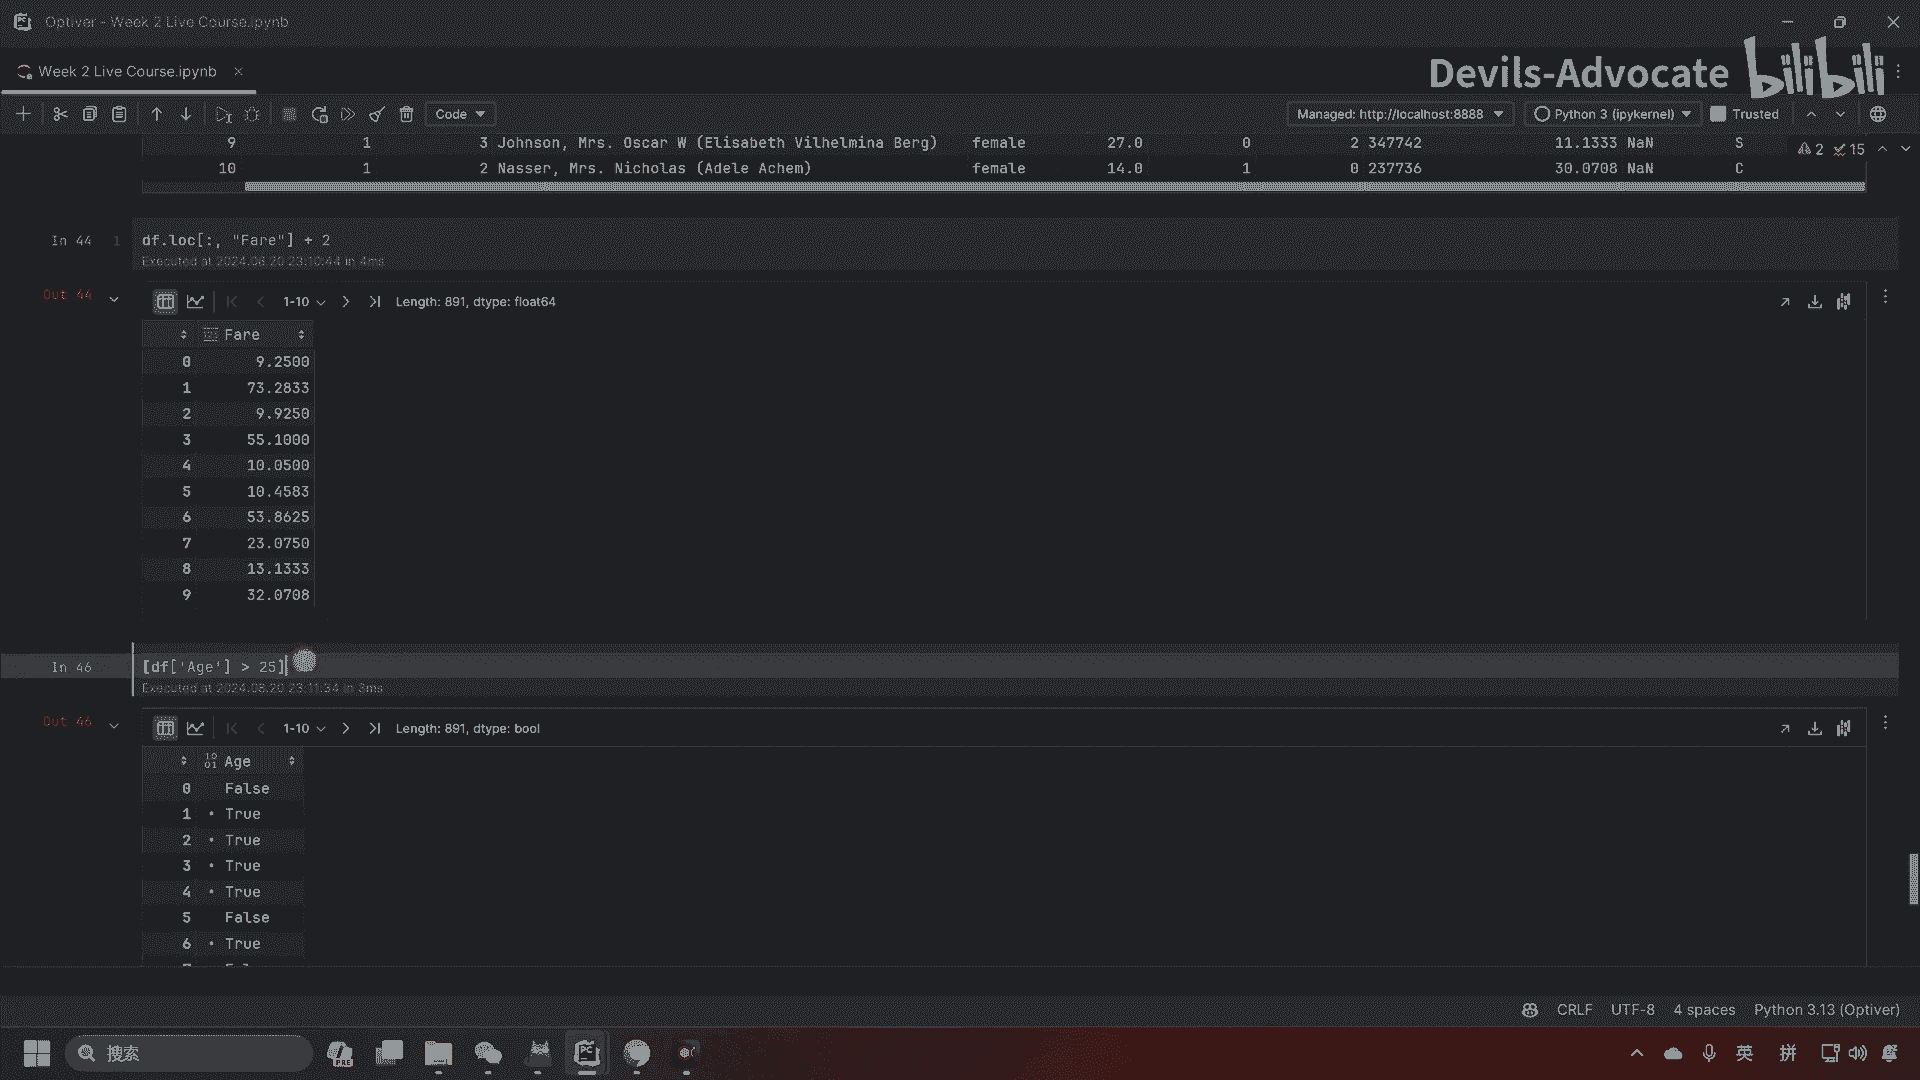 Optiver - Week 2 Live Course.ipynb
Week 2 Live Course.ipynb
Devils-Advocate bilibili
Code
Managed: http://localhost:8888
Python 3 (ipykernel)
Trusted
9 1 3 Johnson, Mrs. Oscar W (Elisabeth Vilhelmina Berg) female 27.0 0 2 347742 11.1333 NaN S
2 15
10 1 2 Nasser, Mrs. Nicholas (Adele Achem) female 14.0 1 0 237736 30.0708 NaN C
In 44 1 df.loc[:, "Fare"] + 2
Executed at 2024.08.20 23:10:44 in 4ms
Out 44 1-10 Length: 891, dtype: float64
Fare
0 9.2500
1 73.2833
2 9.9250
3 55.1000
4 10.0500
5 10.4583
6 53.8625
7 23.0750
8 13.1333
9 32.0708
In 46 [df['Age'] > 25]
Executed at 2024.08.20 23:11:34 in 3ms
Out 46 1-10 Length: 891, dtype: bool
Age
0 False
1 True
2 True
3 True
4 True
5 False
6 True
CRLF UTF-8 4 spaces Python 3.13 (Optiver)
搜索
PRE
PC
英
拼